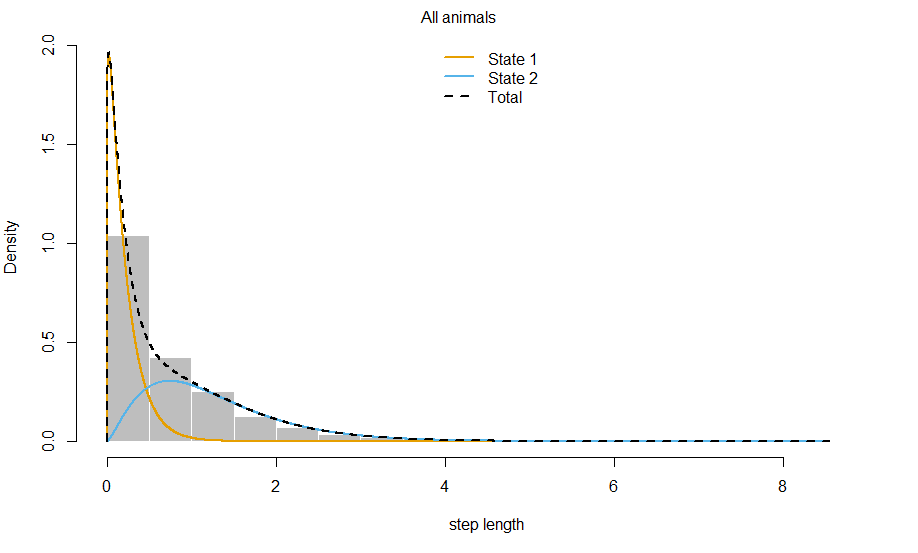 All animals
State 1
State 2
Total
Density
2.0
1.5
1.0
0.5
0.0
0
2
4
6
8
step length